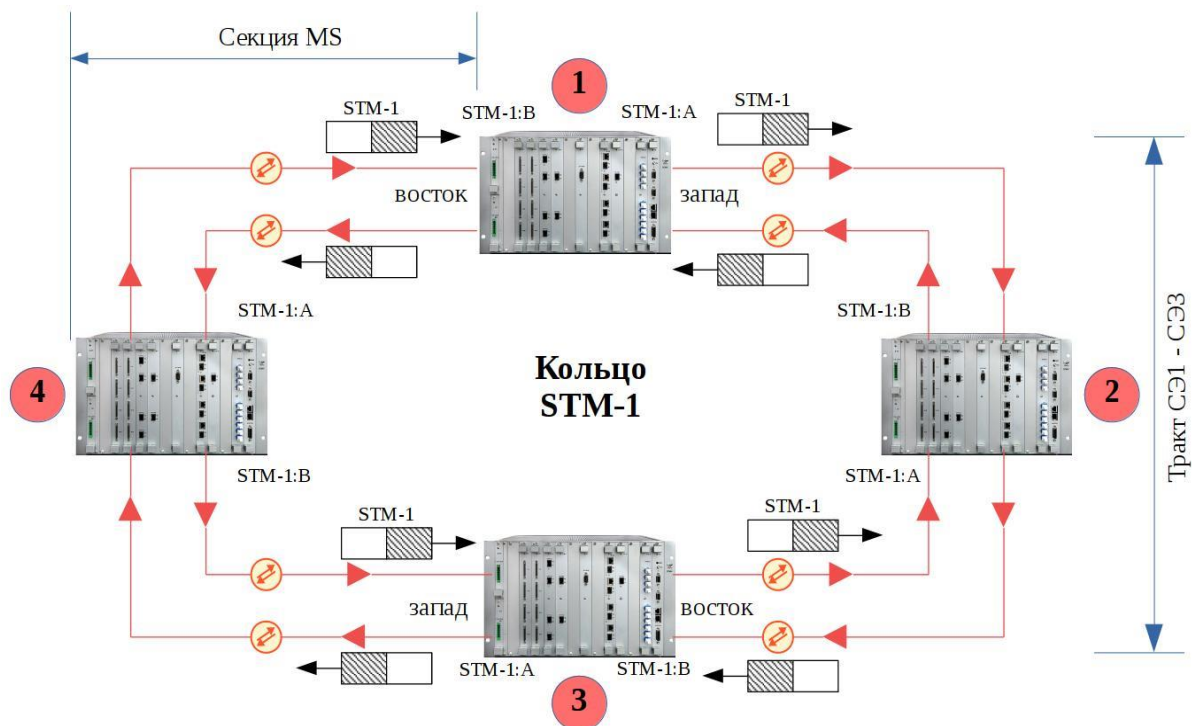 Секция MS
1
STM-1
STM-1:B
STM-1:A
STM-1
восток
запад
STM-1:A
STM-1:B
4
Кольцо
STM-1
2
Тракт СЭ1 - СЭ3
STM-1:B
STM-1:A
STM-1
STM-1
запад
восток
STM-1:A
STM-1:B
3